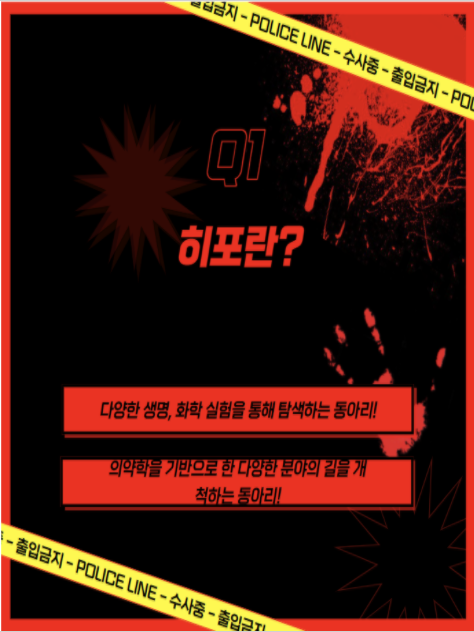 출입금지 - POLICE LINE - 수사중 - 출입금지 - POL
Q1
히포란?
다양한 생명, 화학 실험을 통해 탐색하는 동아리!
의약학을 기반으로 한 다양한 분야의 길을 개
척하는 동아리!
- 출입금지 - POLICE LINE - 수사중 - 출입금지